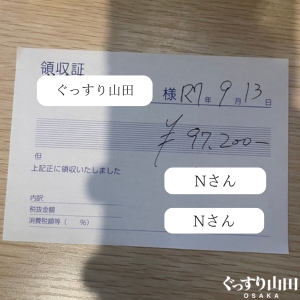 領収証
ぐっすり山田 様 R7年9月13日
¥97,200-
但
上記正に領収いたしました
Nさん
内訳
税抜金額
消費税額等（　％）
Nさん
ぐっすり山田
OSAKA